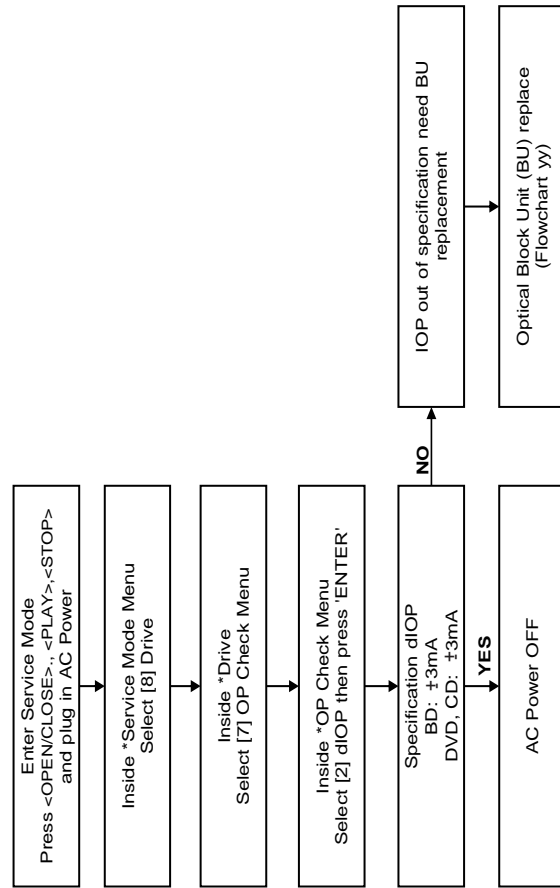 Enter Service Mode
Press <OPEN/CLOSE>., <PLAY>,<STOP>
and plug in AC Power
Inside *Service Mode Menu
Select [8] Drive
Inside *Drive
Select [7] OP Check Menu
Inside *OP Check Menu
Select [2] dIOP then press 'ENTER'
Specification dIOP
BD: ±3mA
DVD, CD: ±3mA
YES
AC Power OFF
NO
IOP out of specification need BU
replacement
Optical Block Unit (BU) replace
(Flowchart yy)